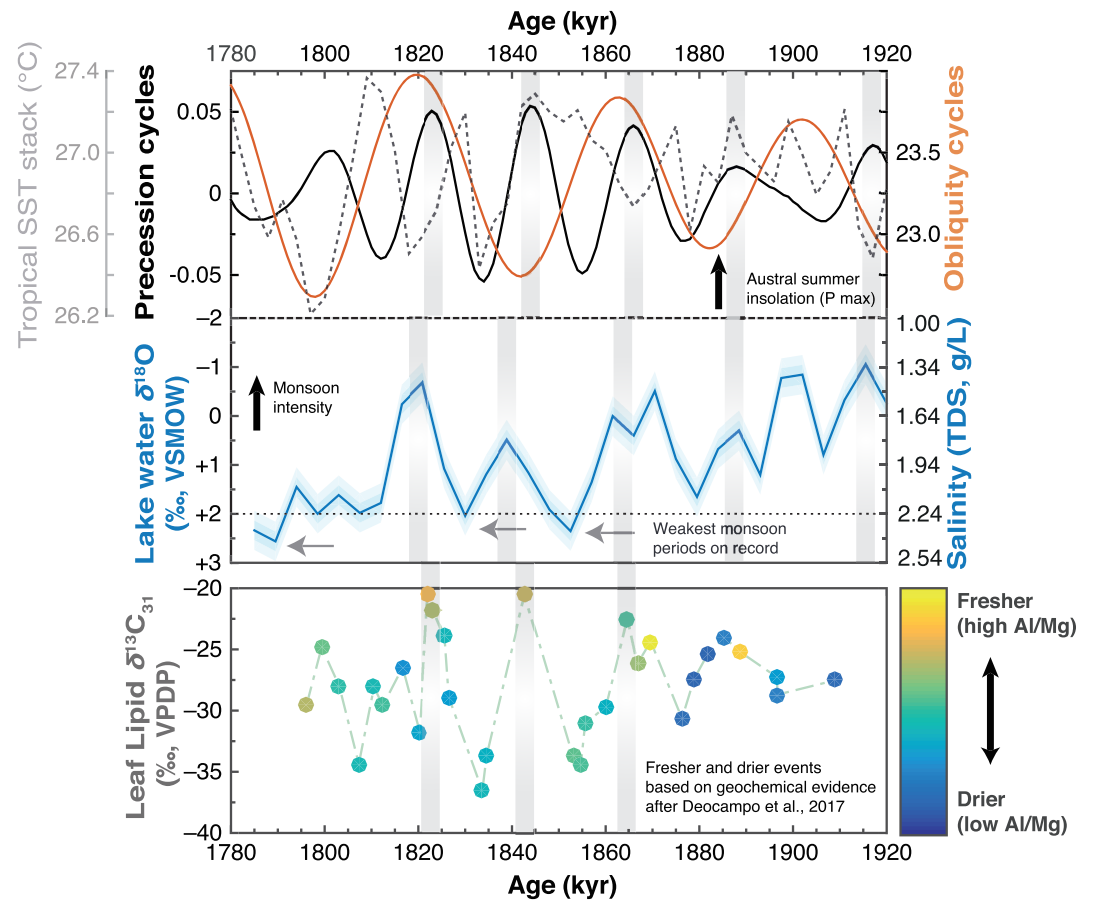 Age (kyr)
1780 1800 1820 1840 1860 1880 1900 1920
Tropical SST stack (°C)
27.4
27.0
26.6
26.2
Precession cycles
0.05
0
-0.05
Obliquity cycles
23.5
23.0
Austral summer
insolation (P max)
Lake water δ¹⁸O
(‰, VSMOW)
−2
−1
0
+1
+2
+3
Monsoon
intensity
Weakest monsoon
periods on record
Salinity (TDS, g/L)
1.00
1.34
1.64
1.94
2.24
2.54
Leaf Lipid δ¹³C₃₁
(‰, VPDP)
−20
−25
−30
−35
−40
Fresher and drier events
based on geochemical evidence
after Deocampo et al., 2017
Fresher
(high Al/Mg)
Drier
(low Al/Mg)
1780 1800 1820 1840 1860 1880 1900 1920
Age (kyr)